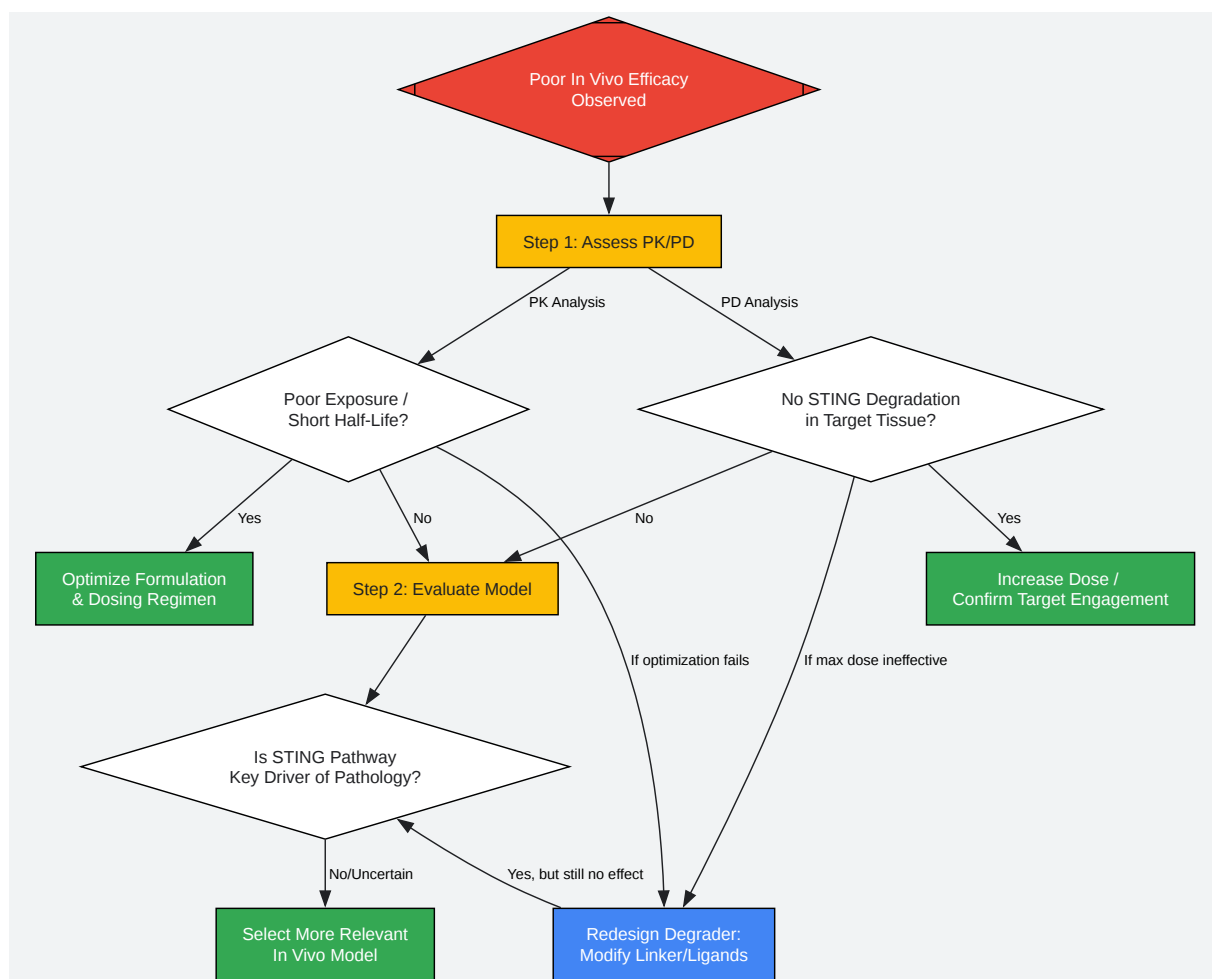 Poor In Vivo Efficacy
Observed
Step 1: Assess PK/PD
PK Analysis
PD Analysis
Poor Exposure /
Short Half-Life?
No STING Degradation
in Target Tissue?
Yes
No
No
Yes
Optimize Formulation
& Dosing Regimen
Step 2: Evaluate Model
Increase Dose /
Confirm Target Engagement
If optimization fails
If max dose ineffective
Is STING Pathway
Key Driver of Pathology?
No/Uncertain
Yes, but still no effect
Select More Relevant
In Vivo Model
Redesign Degrader:
Modify Linker/Ligands